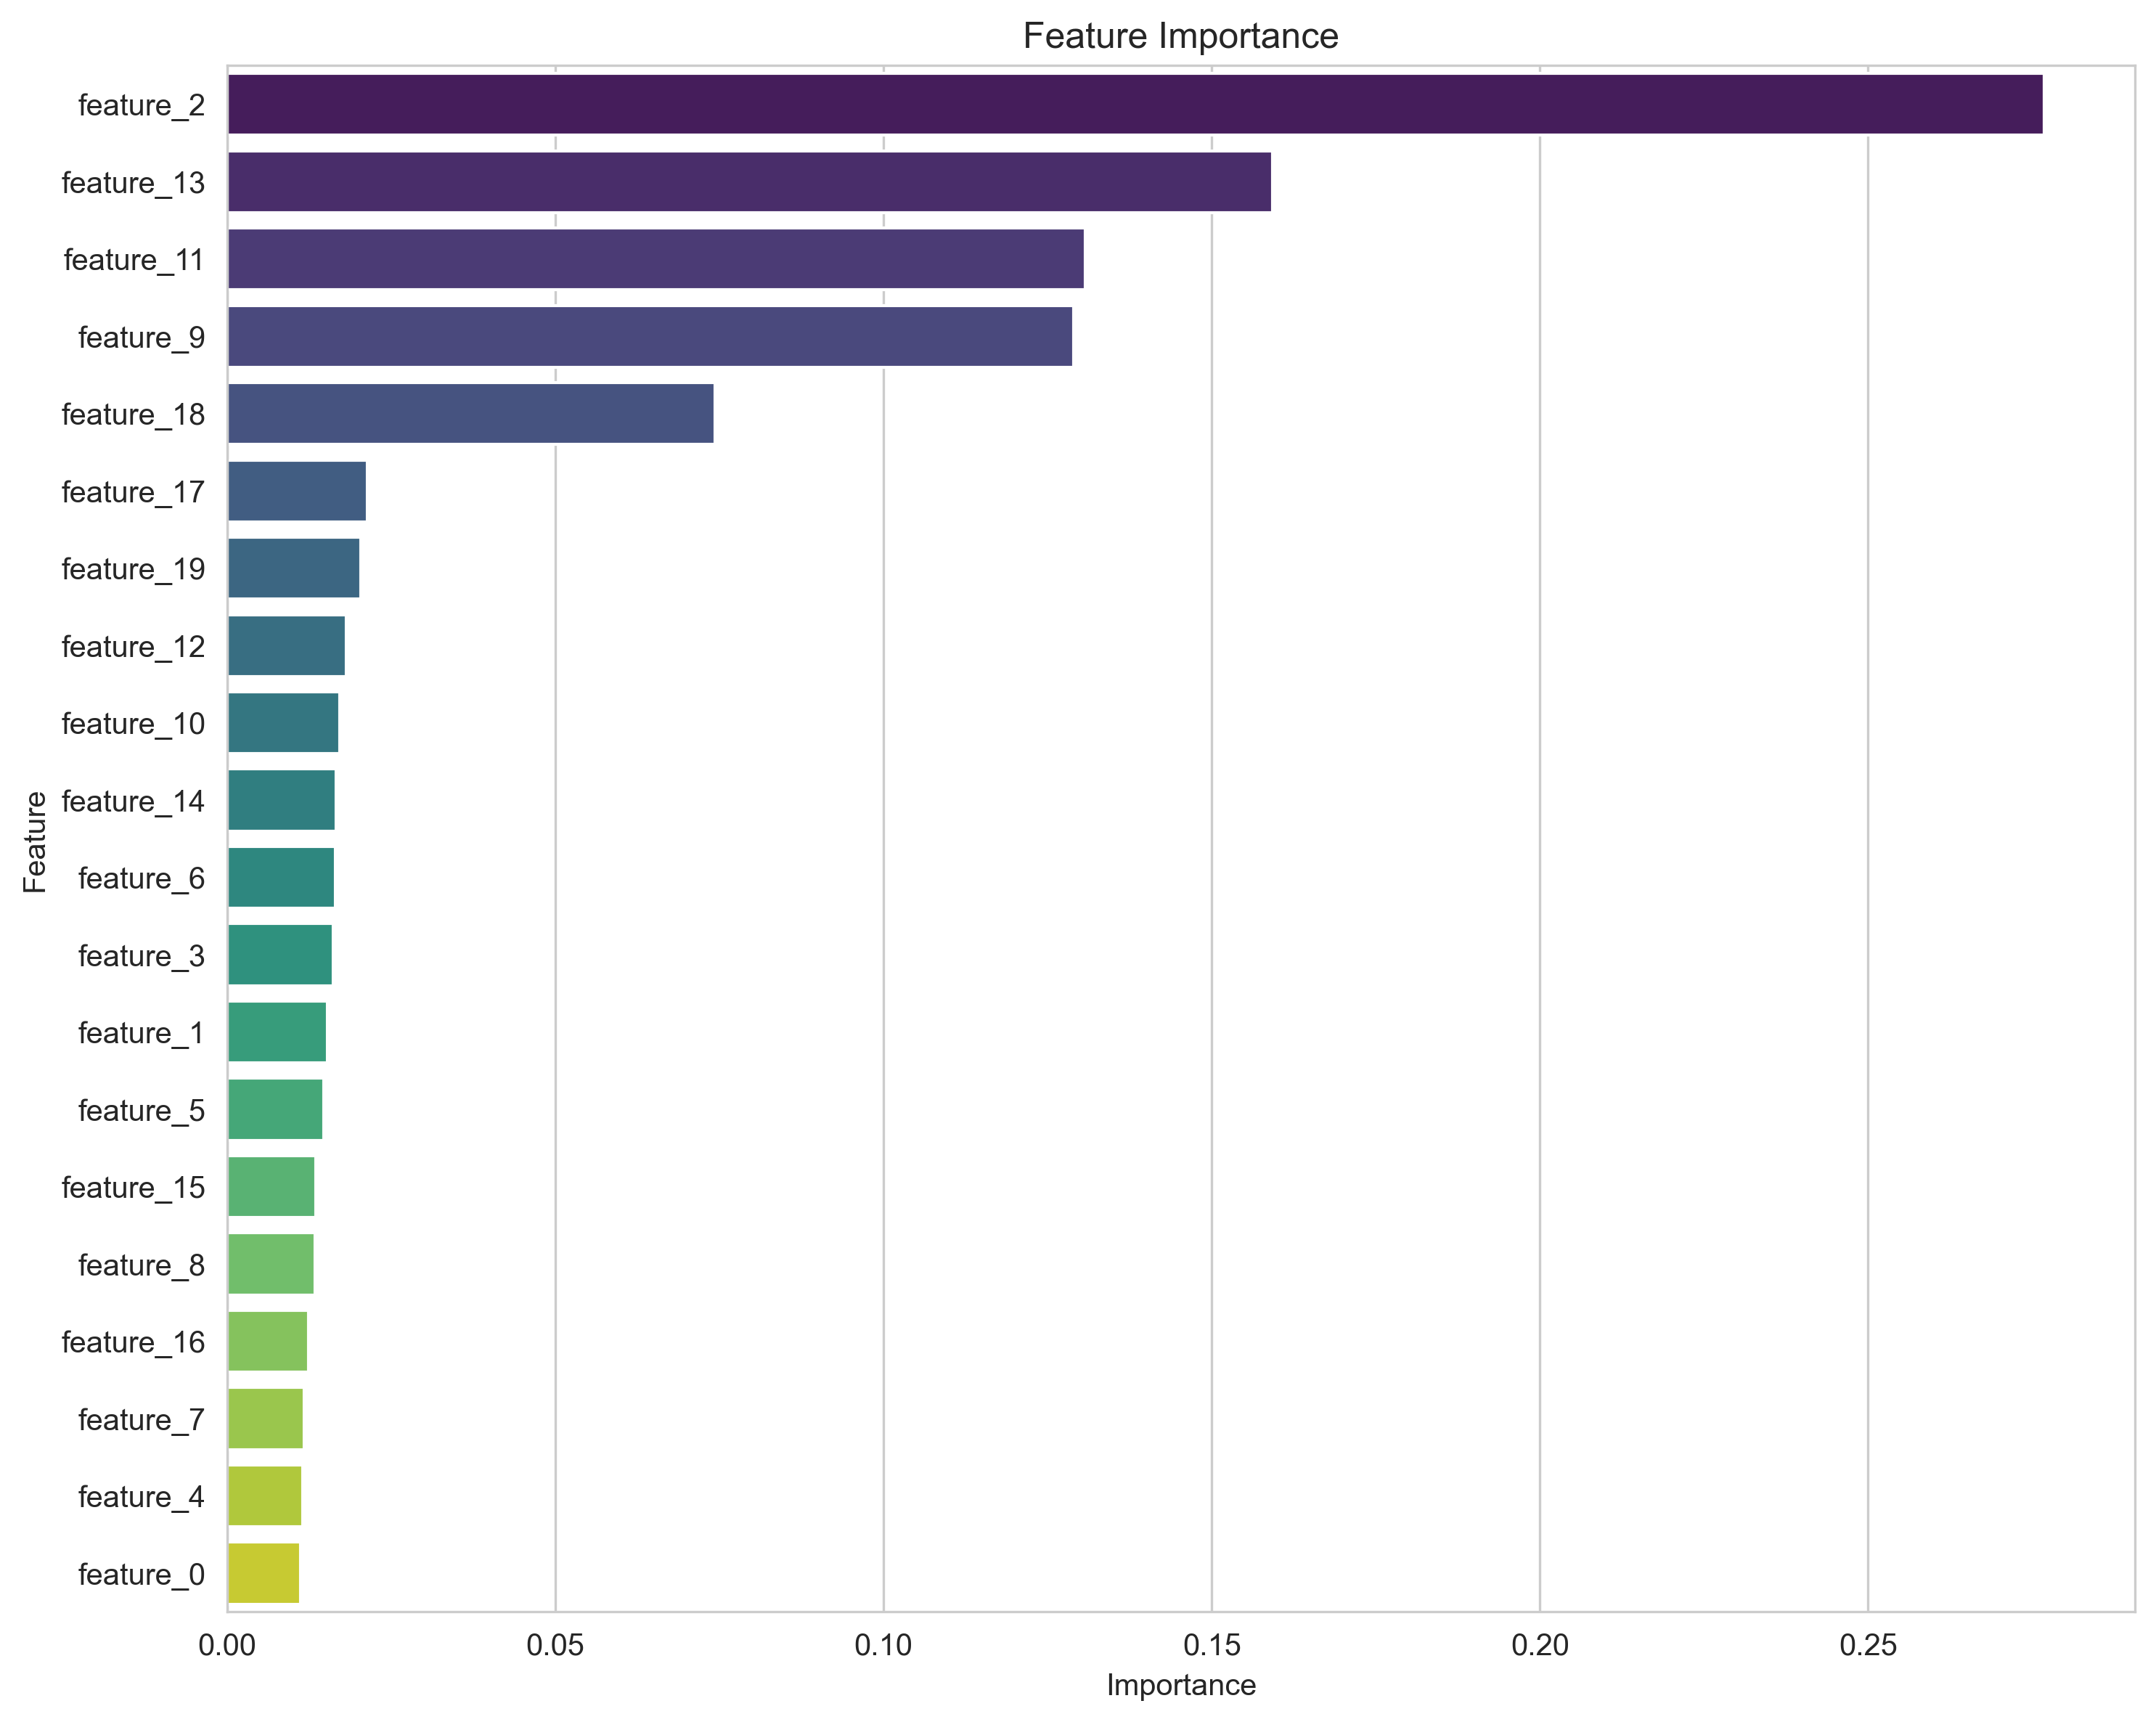 Feature Importance
feature_2
feature_13
feature_11
feature_9
feature_18
feature_17
feature_19
feature_12
feature_10
feature_14
feature_6
feature_3
feature_1
feature_5
feature_15
feature_8
feature_16
feature_7
feature_4
feature_0
Feature
0.00 0.05 0.10 0.15 0.20 0.25
Importance